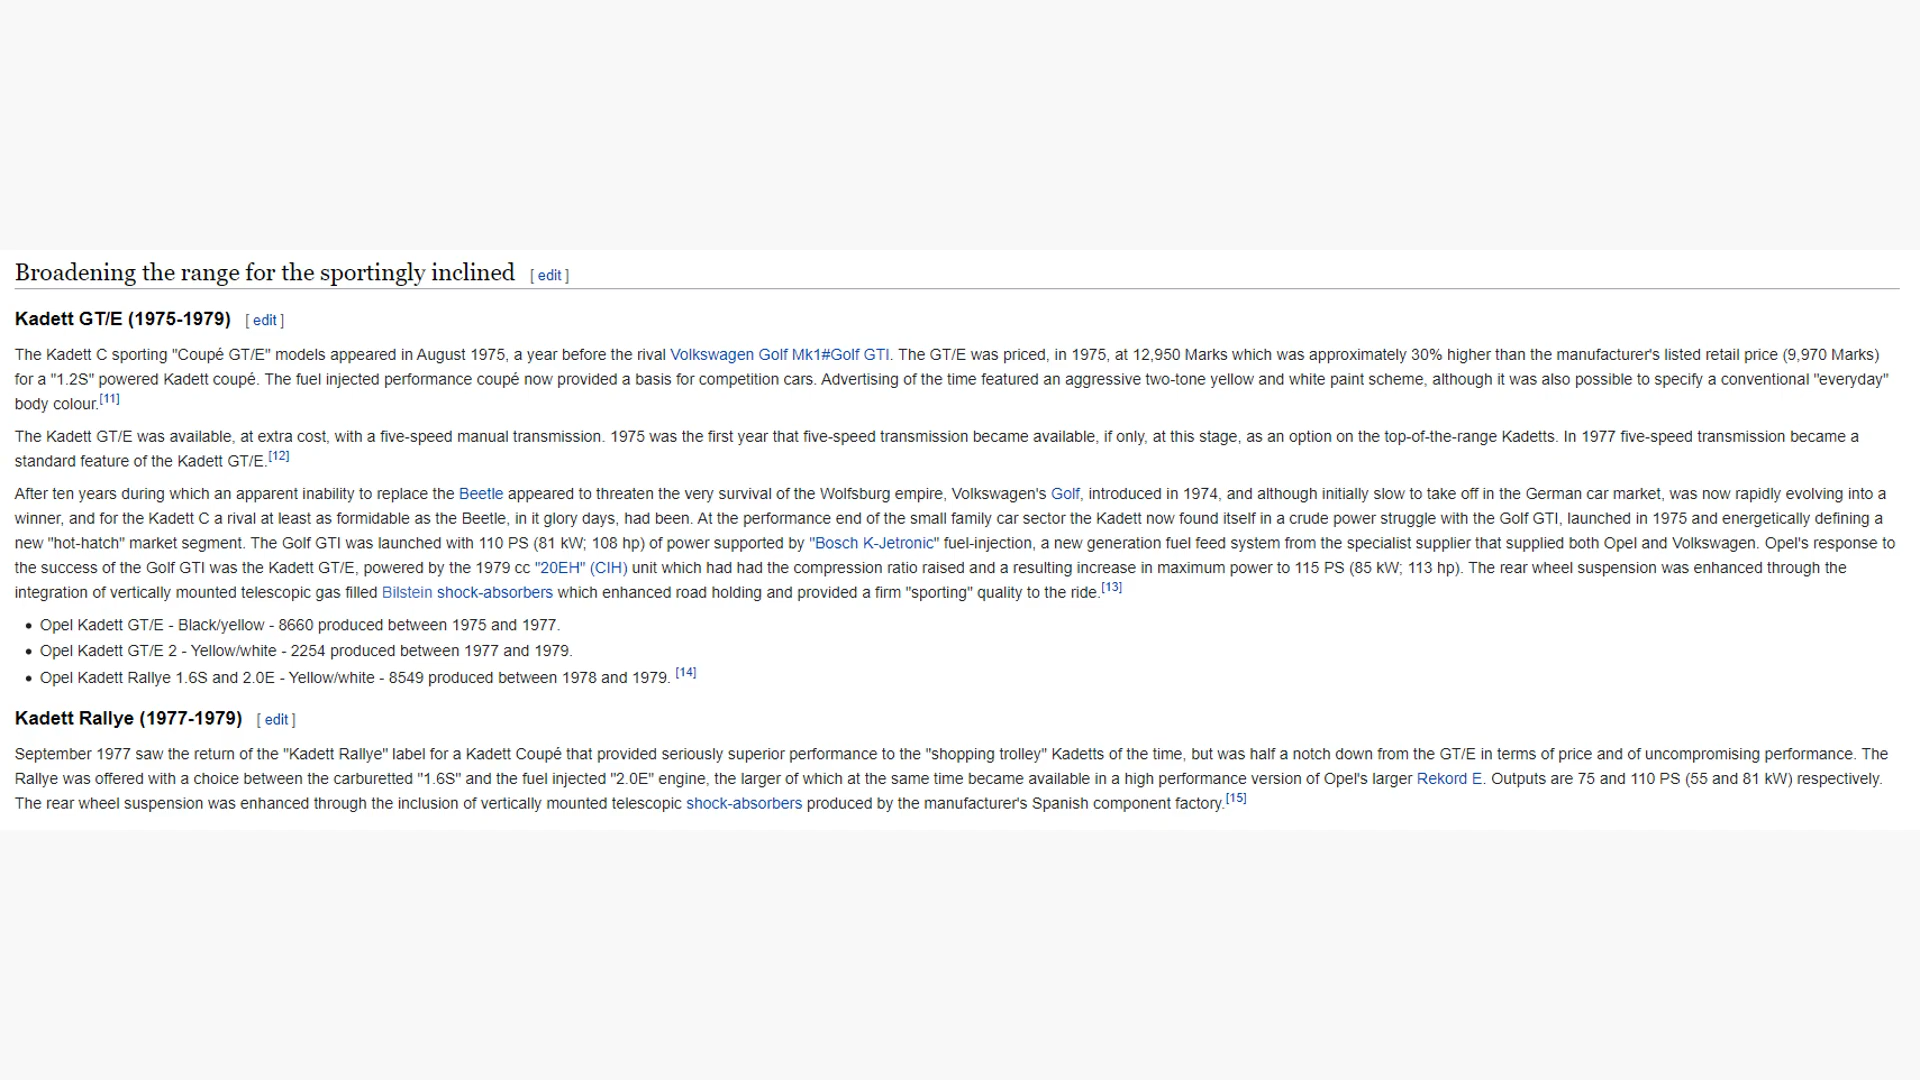 Broadening the range for the sportingly inclined [ edit ]
Kadett GT/E (1975-1979) [ edit ]
The Kadett C sporting "Coupé GT/E" models appeared in August 1975, a year before the rival Volkswagen Golf Mk1#Golf GTI. The GT/E was priced, in 1975, at 12,950 Marks which was approximately 30% higher than the manufacturer's listed retail price (9,970 Marks)
for a "1.2S" powered Kadett coupé. The fuel injected performance coupé now provided a basis for competition cars. Advertising of the time featured an aggressive two-tone yellow and white paint scheme, although it was also possible to specify a conventional "everyday"
body colour.[11]
The Kadett GT/E was available, at extra cost, with a five-speed manual transmission. 1975 was the first year that five-speed transmission became available, if only, at this stage, as an option on the top-of-the-range Kadetts. In 1977 five-speed transmission became a
standard feature of the Kadett GT/E.[12]
After ten years during which an apparent inability to replace the Beetle appeared to threaten the very survival of the Wolfsburg empire, Volkswagen's Golf, introduced in 1974, and although initially slow to take off in the German car market, was now rapidly evolving into a
winner, and for the Kadett C a rival at least as formidable as the Beetle, in it glory days, had been. At the performance end of the small family car sector the Kadett now found itself in a crude power struggle with the Golf GTI, launched in 1975 and energetically defining a
new "hot-hatch" market segment. The Golf GTI was launched with 110 PS (81 kW; 108 hp) of power supported by "Bosch K-Jetronic" fuel-injection, a new generation fuel feed system from the specialist supplier that supplied both Opel and Volkswagen. Opel's response to
the success of the Golf GTI was the Kadett GT/E, powered by the 1979 cc "20EH" (CIH) unit which had had the compression ratio raised and a resulting increase in maximum power to 115 PS (85 kW; 113 hp). The rear wheel suspension was enhanced through the
integration of vertically mounted telescopic gas filled Bilstein shock-absorbers which enhanced road holding and provided a firm "sporting" quality to the ride.[13]
• Opel Kadett GT/E - Black/yellow - 8660 produced between 1975 and 1977.
• Opel Kadett GT/E 2 - Yellow/white - 2254 produced between 1977 and 1979.
• Opel Kadett Rallye 1.6S and 2.0E - Yellow/white - 8549 produced between 1978 and 1979. [14]
Kadett Rallye (1977-1979) [ edit ]
September 1977 saw the return of the "Kadett Rallye" label for a Kadett Coupé that provided seriously superior performance to the "shopping trolley" Kadetts of the time, but was half a notch down from the GT/E in terms of price and of uncompromising performance. The
Rallye was offered with a choice between the carburetted "1.6S" and the fuel injected "2.0E" engine, the larger of which at the same time became available in a high performance version of Opel's larger Rekord E. Outputs are 75 and 110 PS (55 and 81 kW) respectively.
The rear wheel suspension was enhanced through the inclusion of vertically mounted telescopic shock-absorbers produced by the manufacturer's Spanish component factory.[15]